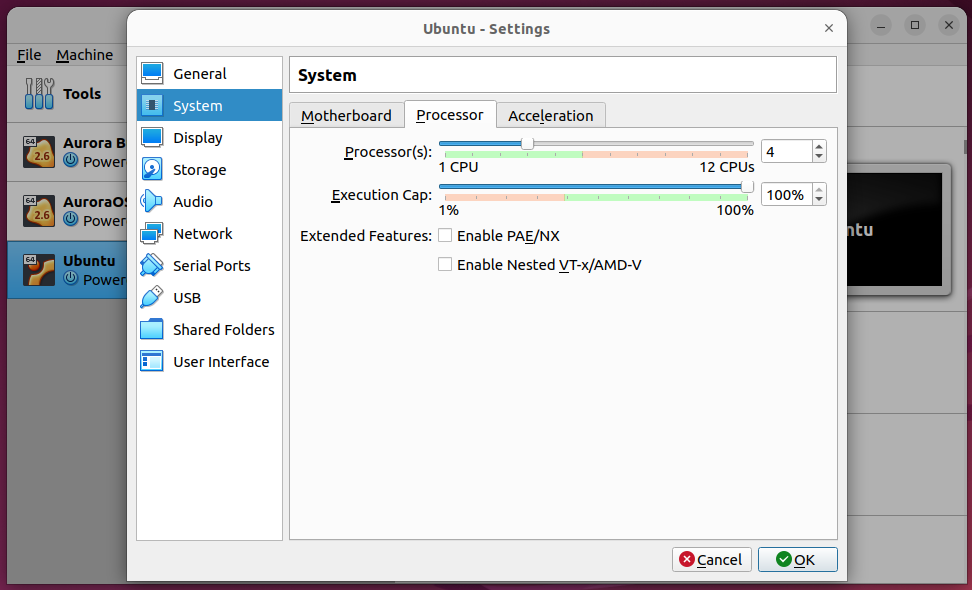 Ubuntu - Settings
File Machine
Tools
64
2.6
Aurora B
Power
64
2.6
AuroraOS
Power
64
Ubuntu
Power
General
System
Display
Storage
Audio
Network
Serial Ports
USB
Shared Folders
User Interface
System
Motherboard Processor Acceleration
Processor(s): 4
1 CPU 12 CPUs
Execution Cap: 100%
1% 100%
Extended Features: Enable PAE/NX
Enable Nested VT-x/AMD-V
ntu
Cancel OK